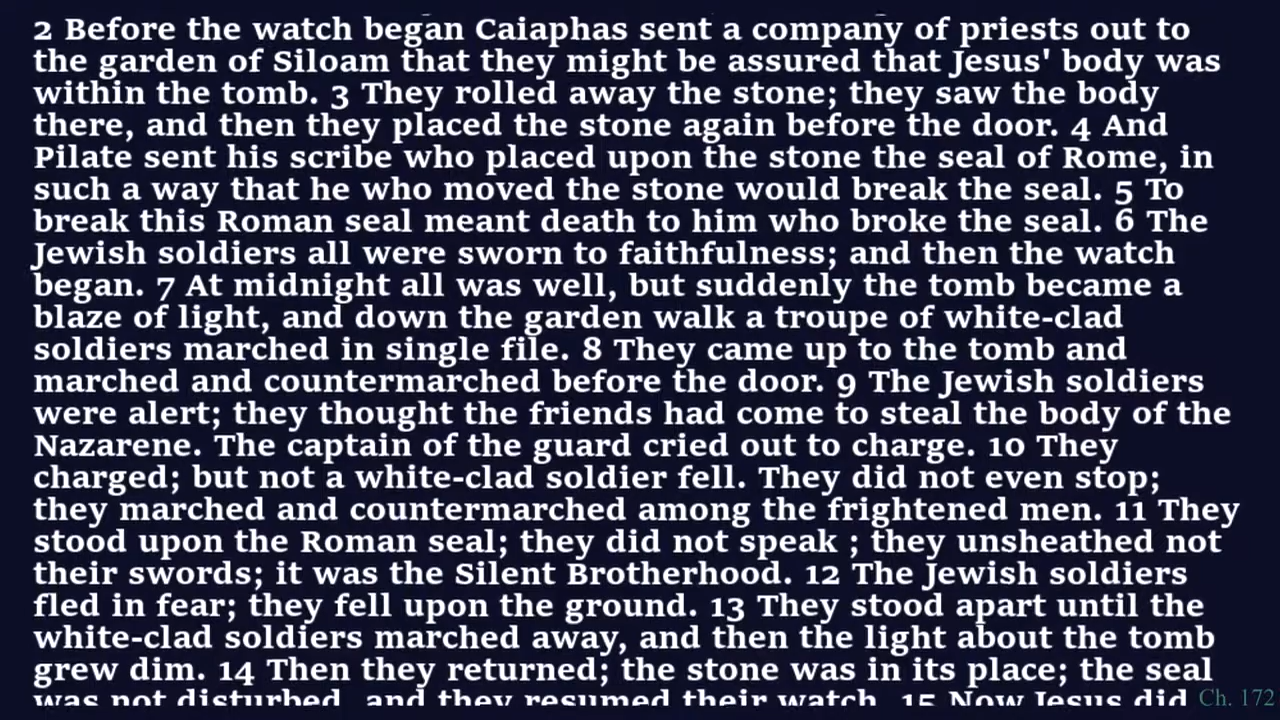 2 Before the watch began Caiaphas sent a company of priests out to
the garden of Siloam that they might be assured that Jesus' body was
within the tomb. 3 They rolled away the stone; they saw the body
there, and then they placed the stone again before the door. 4 And
Pilate sent his scribe who placed upon the stone the seal of Rome, in
such a way that he who moved the stone would break the seal. 5 To
break this Roman seal meant death to him who broke the seal. 6 The
Jewish soldiers all were sworn to faithfulness; and then the watch
began. 7 At midnight all was well, but suddenly the tomb became a
blaze of light, and down the garden walk a troupe of white-clad
soldiers marched in single file. 8 They came up to the tomb and
marched and countermarched before the door. 9 The Jewish soldiers
were alert; they thought the friends had come to steal the body of the
Nazarene. The captain of the guard cried out to charge. 10 They
charged; but not a white-clad soldier fell. They did not even stop;
they marched and countermarched among the frightened men. 11 They
stood upon the Roman seal; they did not speak ; they unsheathed not
their swords; it was the Silent Brotherhood. 12 The Jewish soldiers
fled in fear; they fell upon the ground. 13 They stood apart until the
white-clad soldiers marched away, and then the light about the tomb
grew dim. 14 Then they returned; the stone was in its place; the seal
was not disturbed, and they resumed their watch. 15 Now Jesus did
Ch. 172